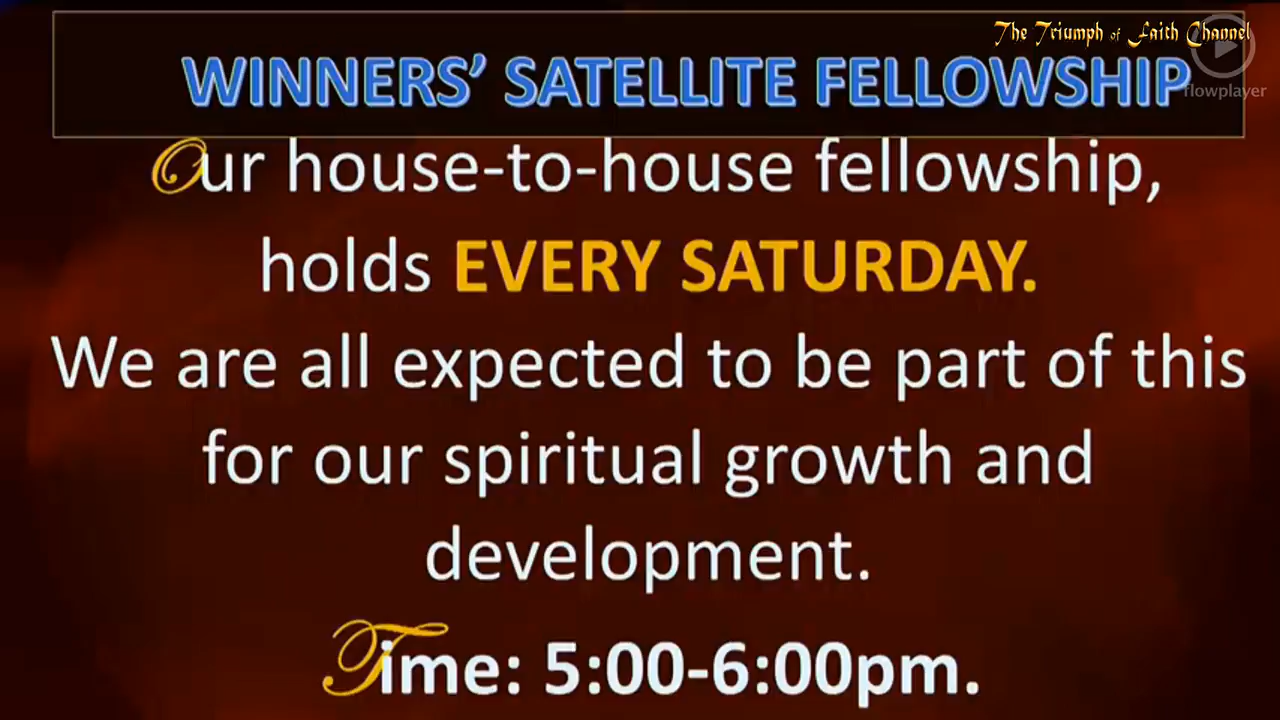 The Triumph of Faith Channel
WINNERS’ SATELLITE FELLOWSHIP
flowplayer
Our house-to-house fellowship,
holds EVERY SATURDAY.
We are all expected to be part of this
for our spiritual growth and
development.
Time: 5:00-6:00pm.